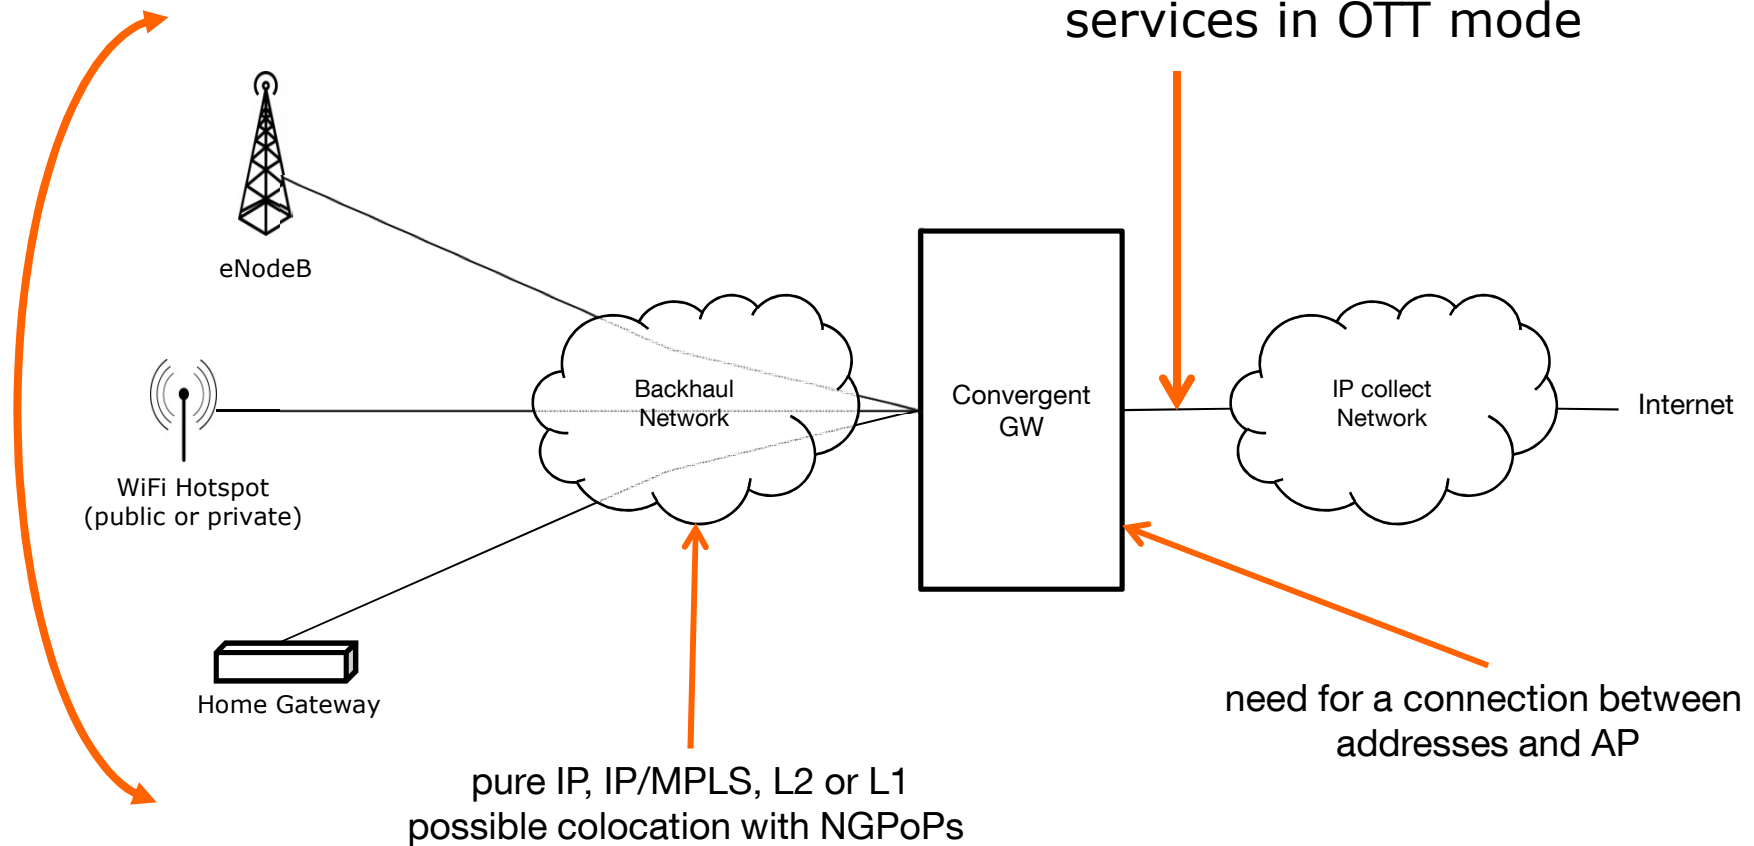 services in OTT mode
eNodeB
WiFi Hotspot
(public or private)
Home Gateway
Backhaul
Network
Convergent
GW
IP collect
Network
Internet
need for a connection between
addresses and AP
pure IP, IP/MPLS, L2 or L1
possible colocation with NGPoPs